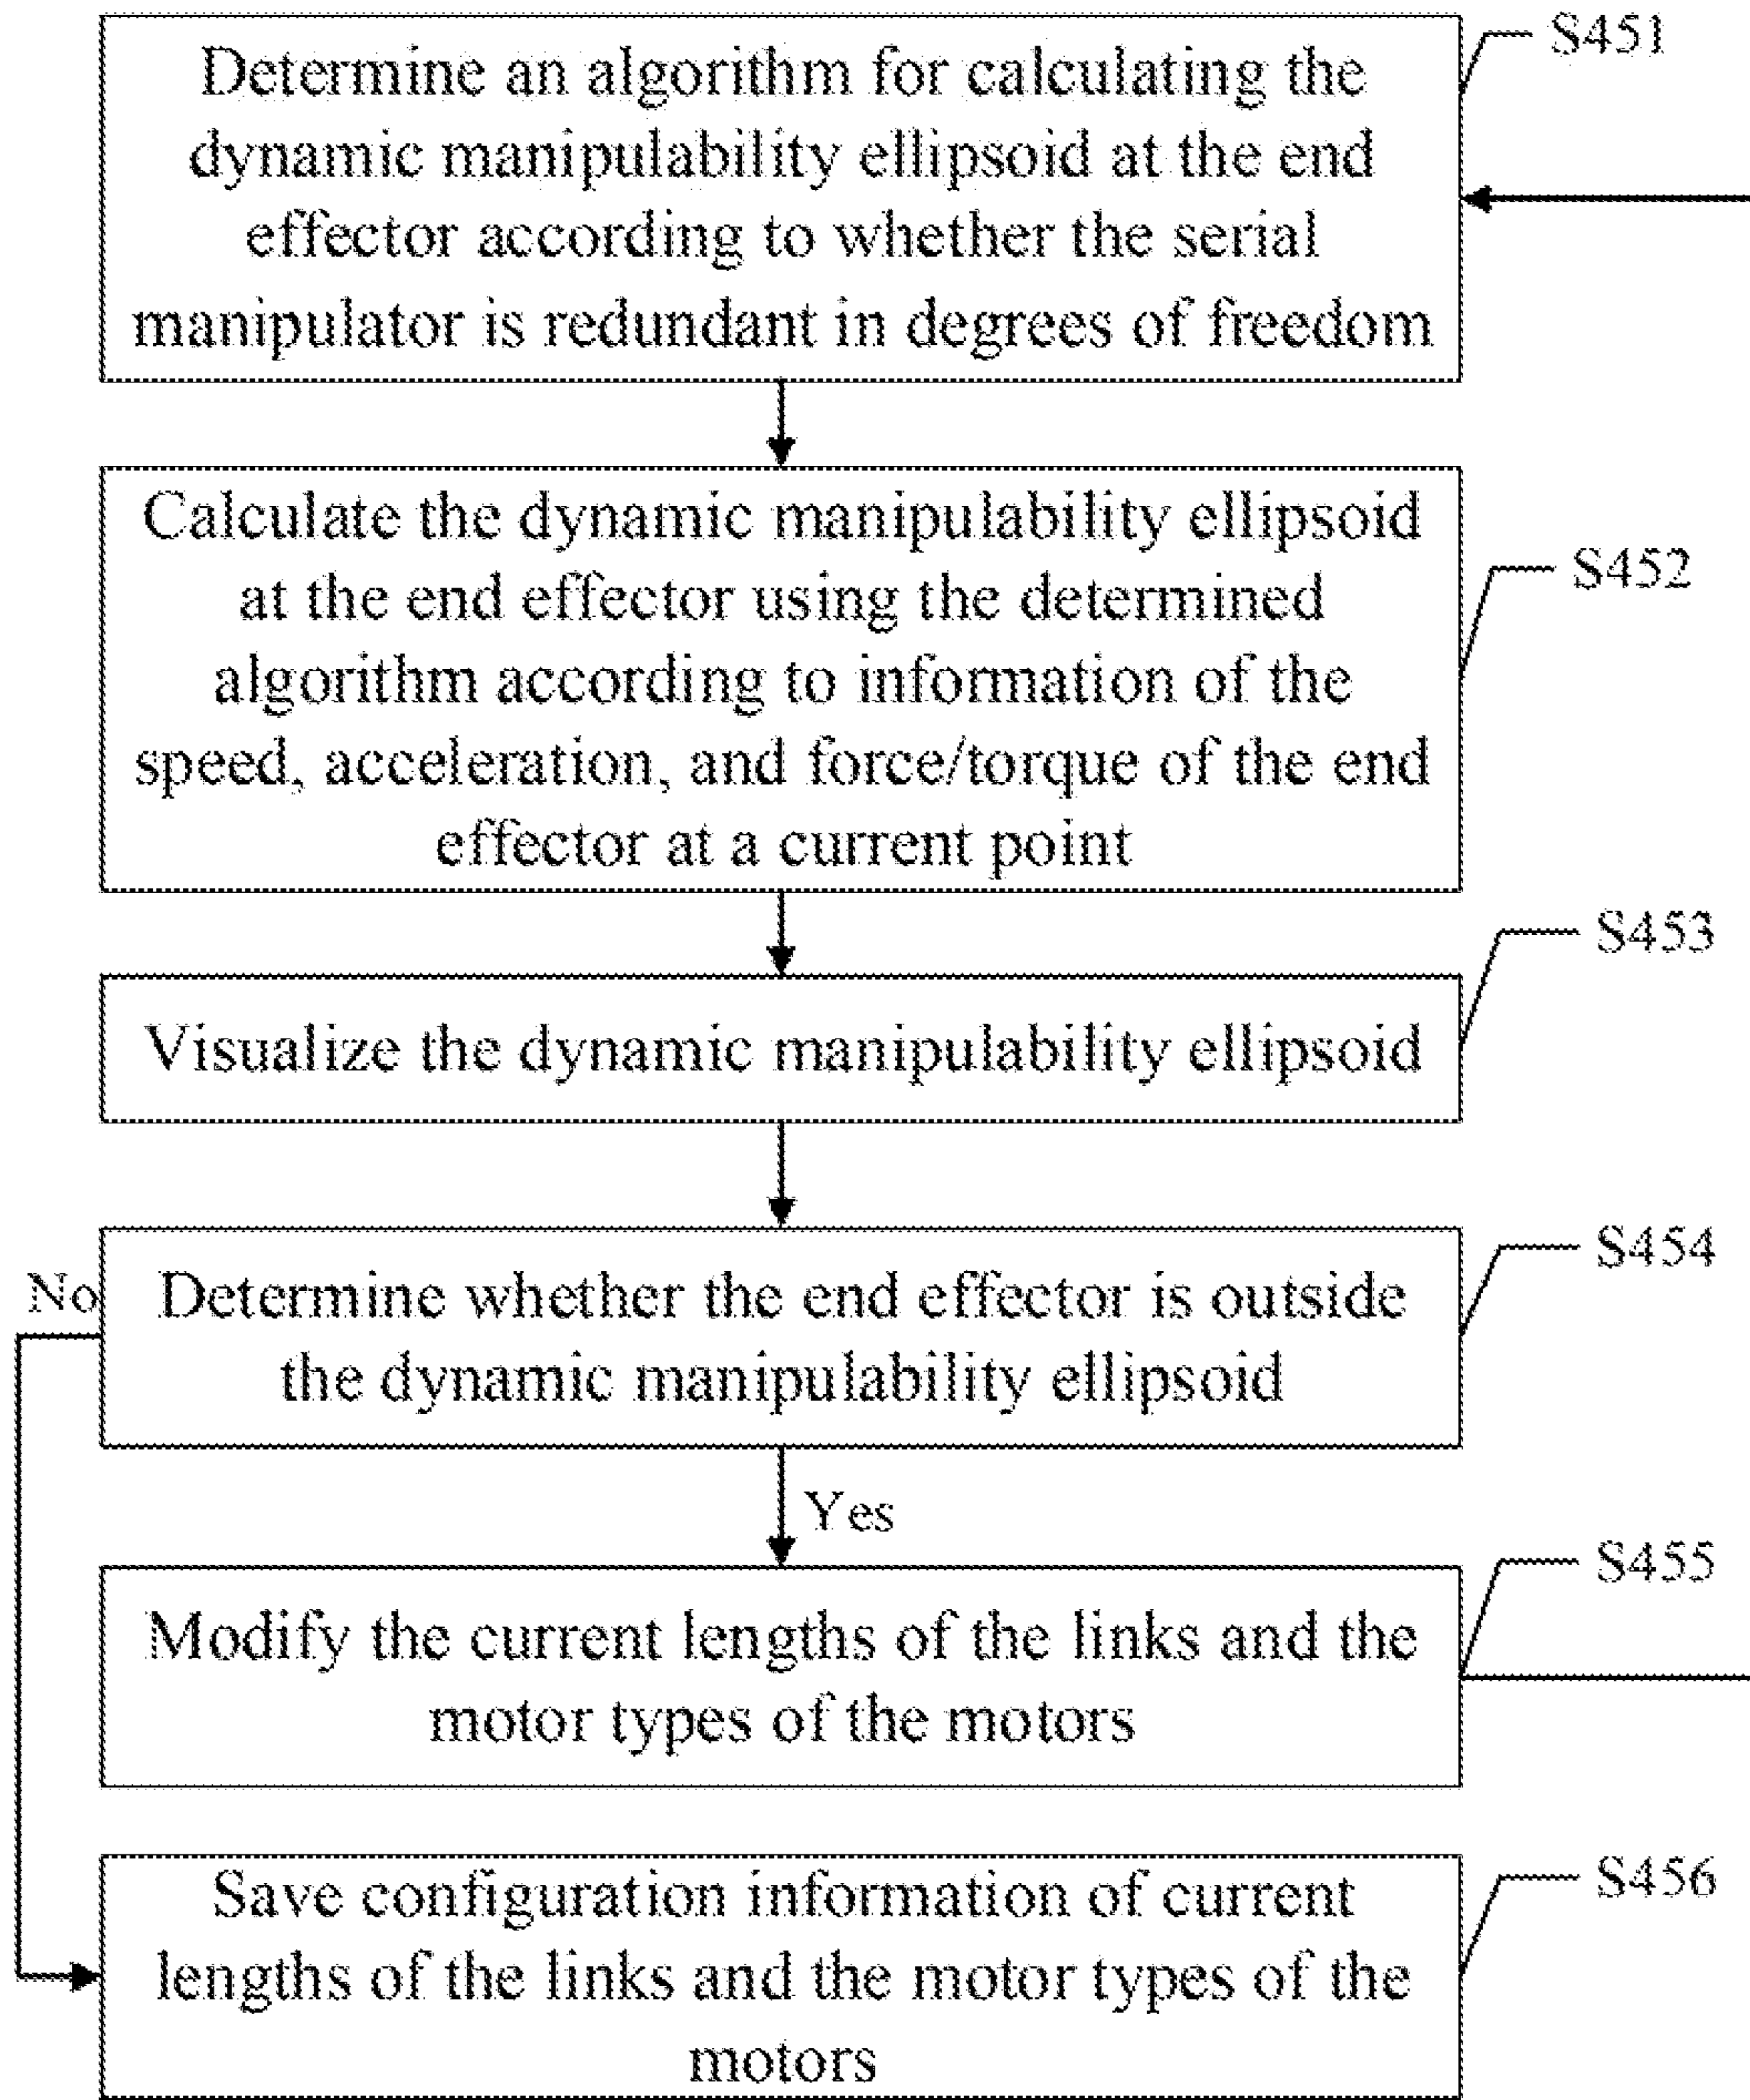 S451
Determine an algorithm for calculating the
dynamic manipulability ellipsoid at the end
effector according to whether the serial
manipulator is redundant in degrees of freedom
Calculate the dynamic manipulability ellipsoid
at the end effector using the determined
algorithm according to information of the
speed, acceleration, and force/torque of the end
effector at a current point
S452
S453
Visualize the dynamic manipulability ellipsoid
S454
No
Determine whether the end effector is outside
the dynamic manipulability ellipsoid
Yes
S455
Modify the current lengths of the links and the
motor types of the motors
S456
Save configuration information of current
lengths of the links and the motor types of the
motors